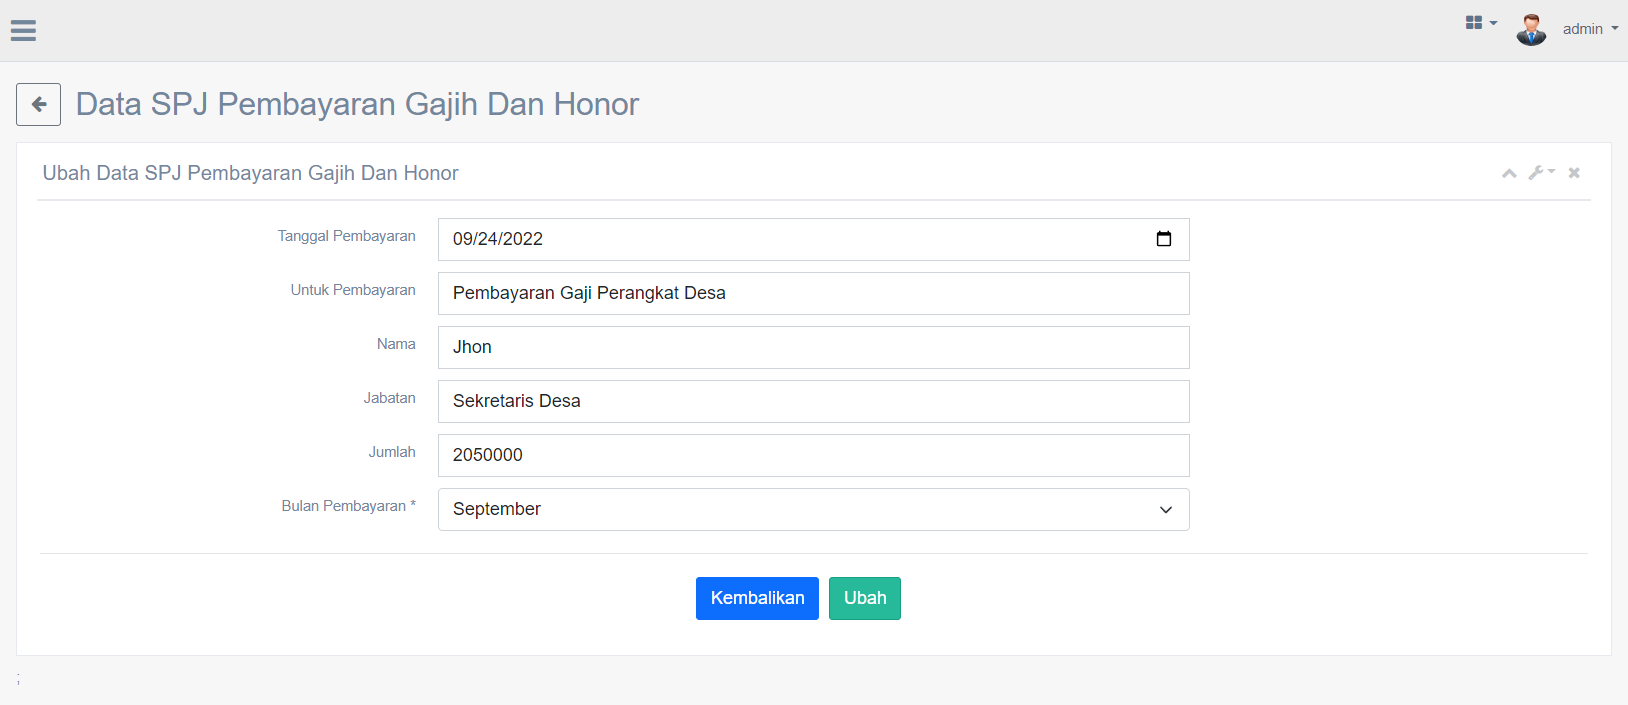 admin
Data SPJ Pembayaran Gajih Dan Honor
Ubah Data SPJ Pembayaran Gajih Dan Honor
Tanggal Pembayaran 09/24/2022
Untuk Pembayaran Pembayaran Gaji Perangkat Desa
Nama Jhon
Jabatan Sekretaris Desa
Jumlah 2050000
Bulan Pembayaran * September
Kembalikan Ubah
;